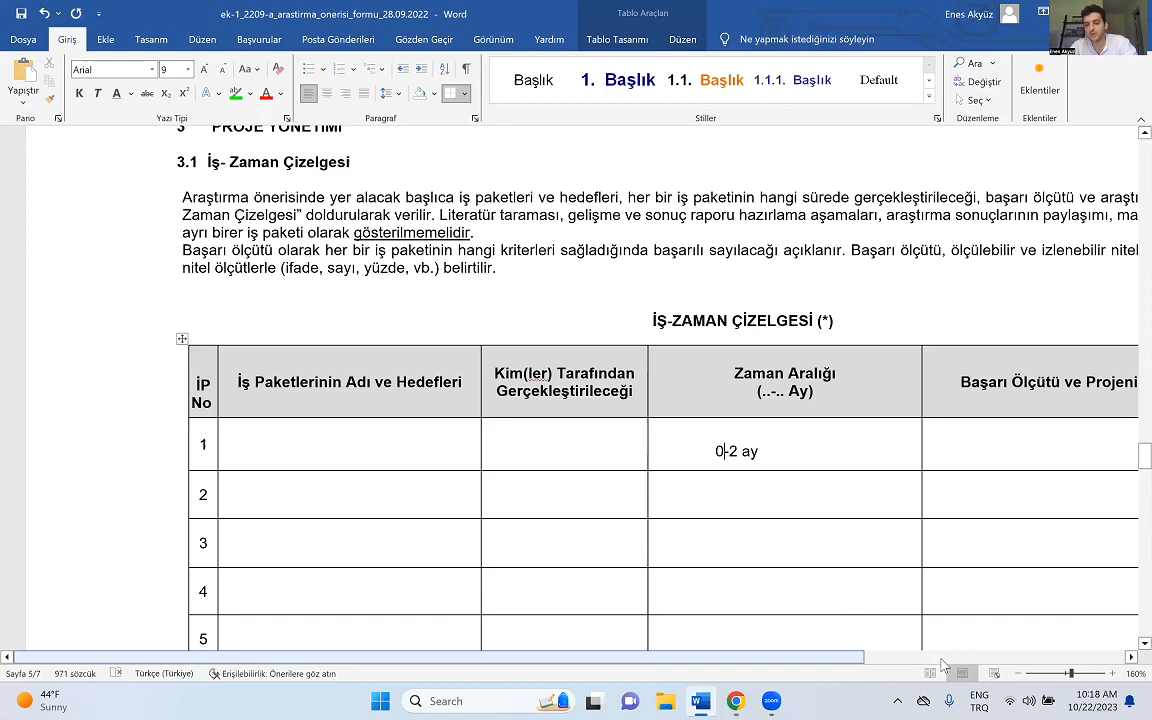 ek-1_2209-a_arastirma_onerisi_formu_28.09.2022 - Word
Tablo Araçları
Enes Akyüz
Dosya Giriş Ekle Tasarım Düzen Başvurular Posta Gönderileri Gözden Geçir Görünüm Yardım Tablo Tasarımı Düzen Ne yapmak istediğinizi söyleyin
Enes Akyüz
Yapıştır
Arial 9
Başlık 1. Başlık 1.1. Başlık 1.1.1. Başlık Default
Ara
Değiştir
Seç
Eklentiler
Pano Yazı Tipi Paragraf Stiller Düzenleme Eklentiler
3 PROJE YÖNETİMİ
3.1 İş- Zaman Çizelgesi
Araştırma önerisinde yer alacak başlıca iş paketleri ve hedefleri, her bir iş paketinin hangi sürede gerçekleştirileceği, başarı ölçütü ve araştı
Zaman Çizelgesi” doldurularak verilir. Literatür taraması, gelişme ve sonuç raporu hazırlama aşamaları, araştırma sonuçlarının paylaşımı, ma
ayrı birer iş paketi olarak gösterilmemelidir.
Başarı ölçütü olarak her bir iş paketinin hangi kriterleri sağladığında başarılı sayılacağı açıklanır. Başarı ölçütü, ölçülebilir ve izlenebilir nitel
nitel ölçütlerle (ifade, sayı, yüzde, vb.) belirtilir.
İŞ-ZAMAN ÇİZELGESİ (*)
İP No
İş Paketlerinin Adı ve Hedefleri
Kim(ler) Tarafından
Gerçekleştirileceği
Zaman Aralığı
(..-.. Ay)
Başarı Ölçütü ve Projeni
1
0-2 ay
2
3
4
5
Sayfa 5/7 971 sözcük Türkçe (Türkiye) Erişilebilirlik: Önerilere göz atın 160%
44°F
Sunny
Search
ENG
TRQ
10:18 AM
10/22/2023